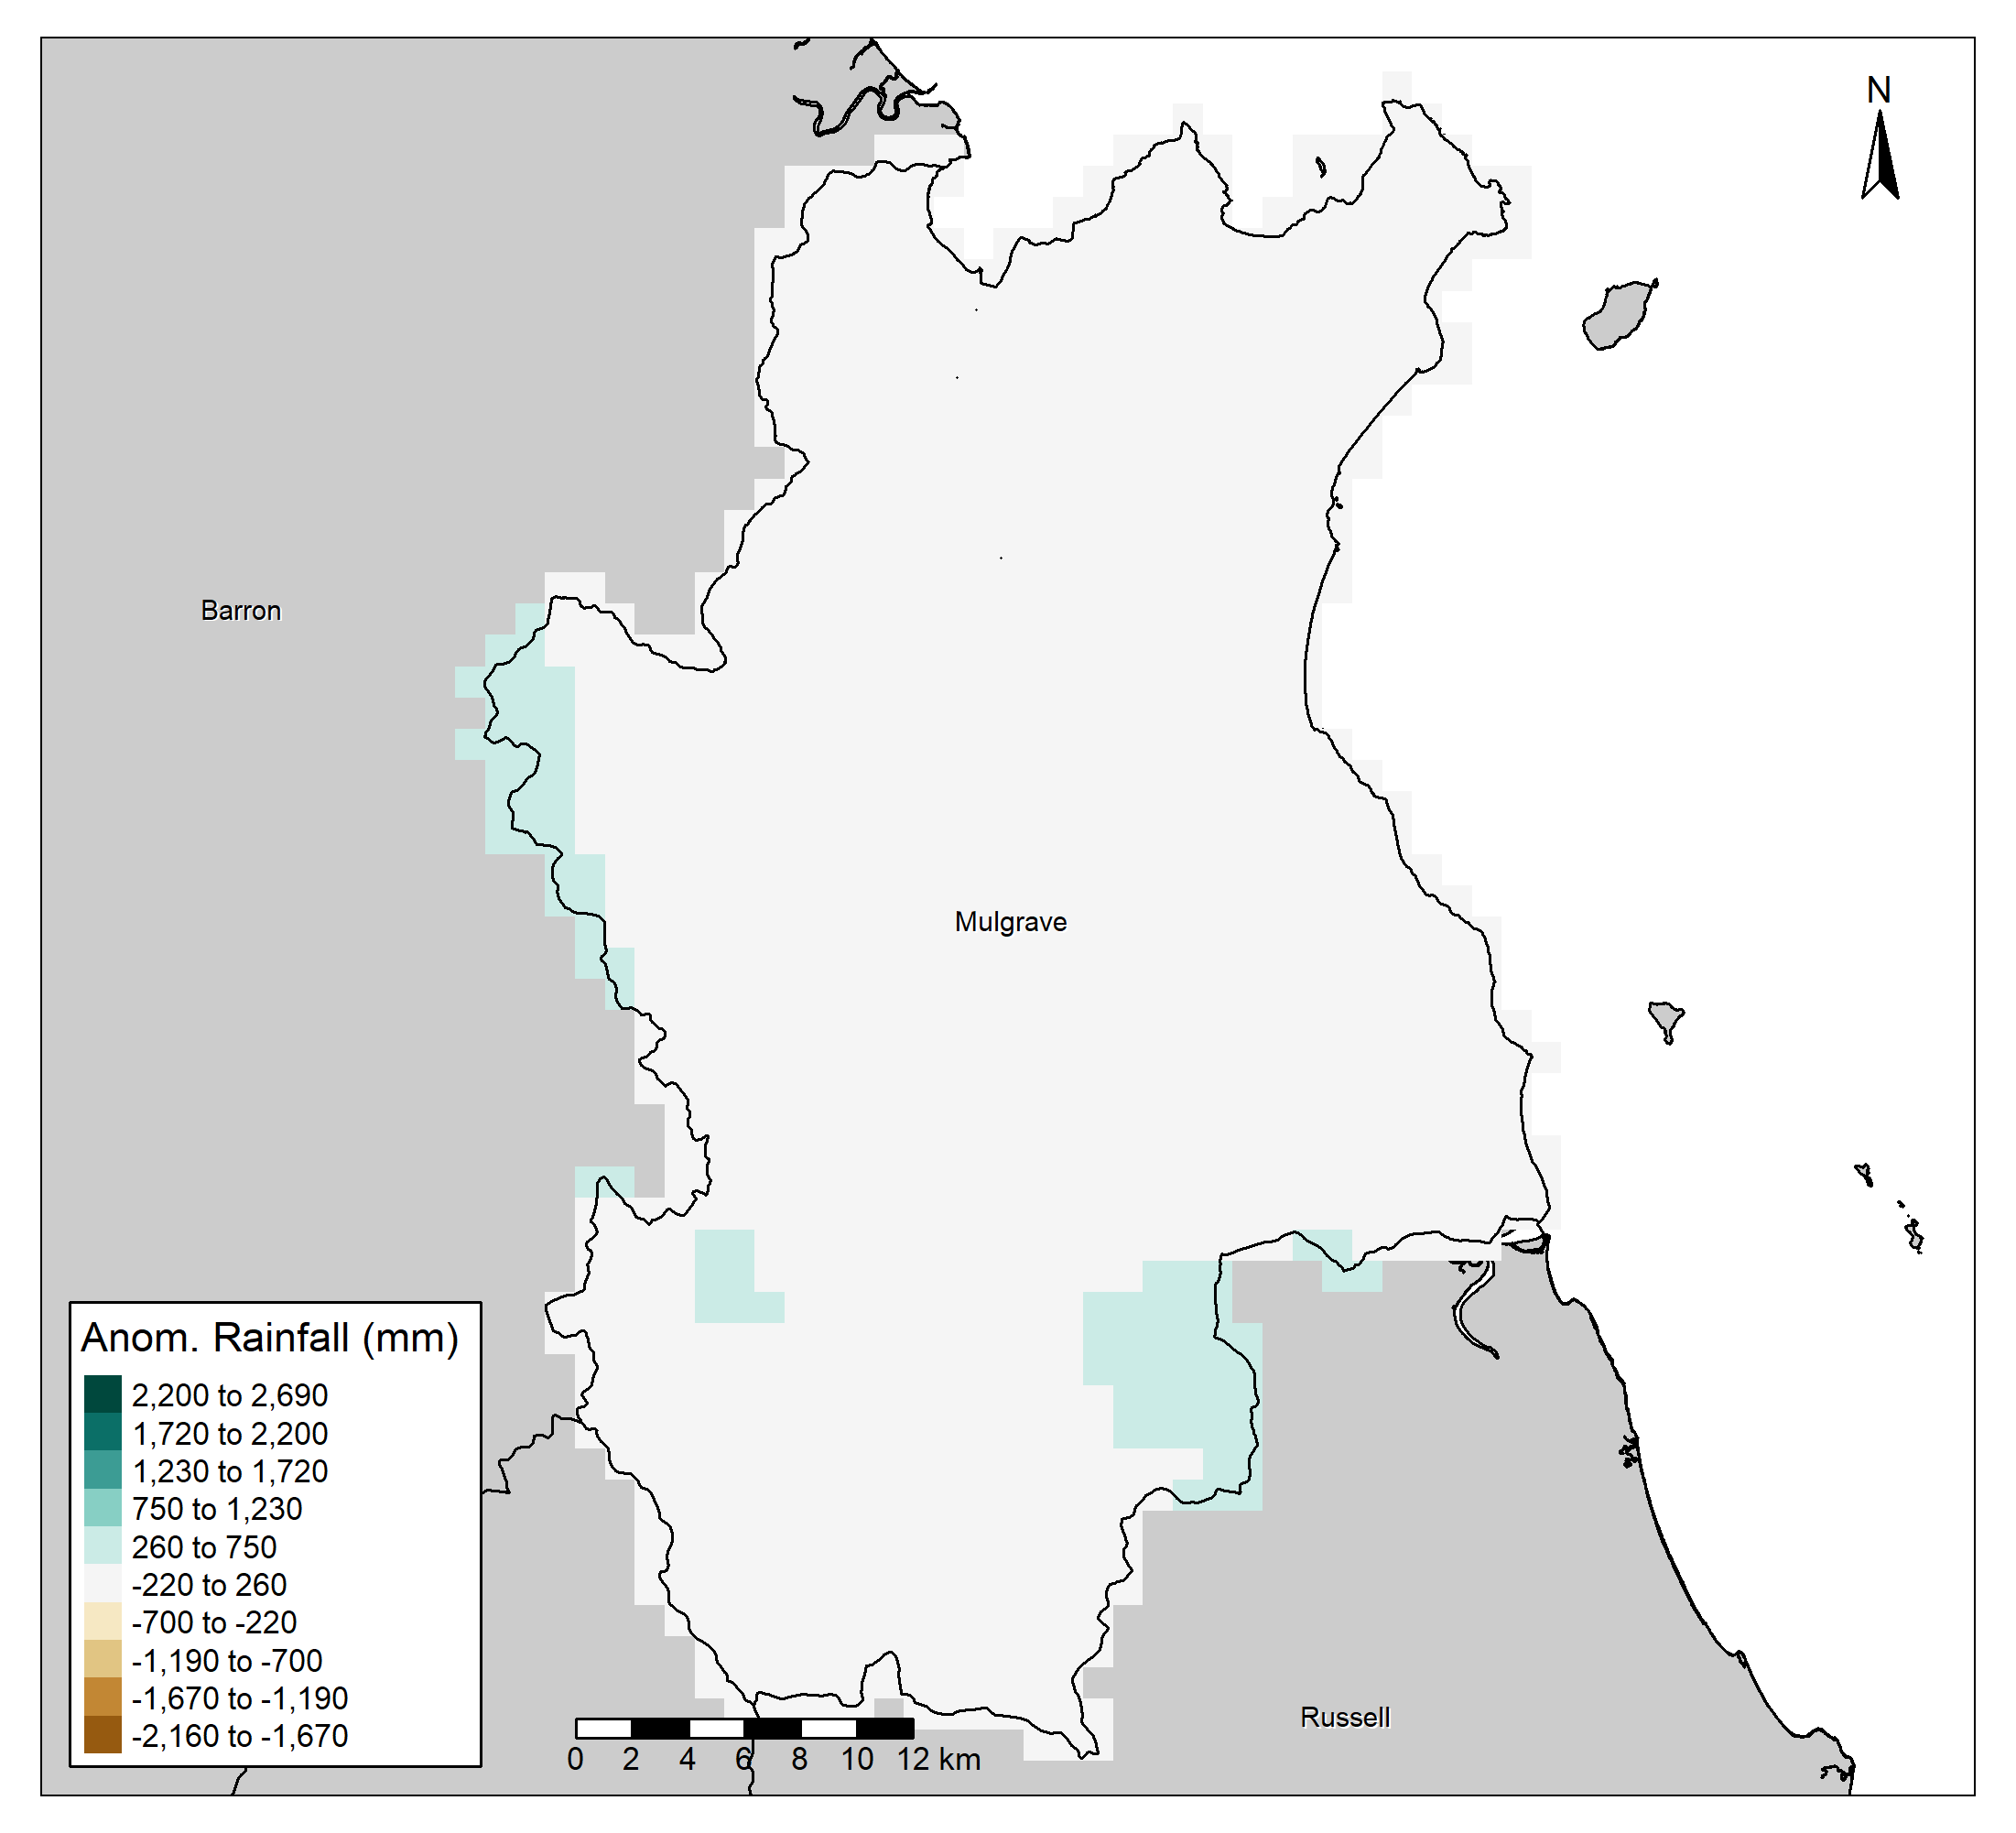 N
Barron
Mulgrave
Anom. Rainfall (mm)
2,200 to 2,690
1,720 to 2,200
1,230 to 1,720
750 to 1,230
260 to 750
-220 to 260
-700 to -220
-1,190 to -700
-1,670 to -1,190
-2,160 to -1,670
Russell
0 2 4 6 8 10 12 km